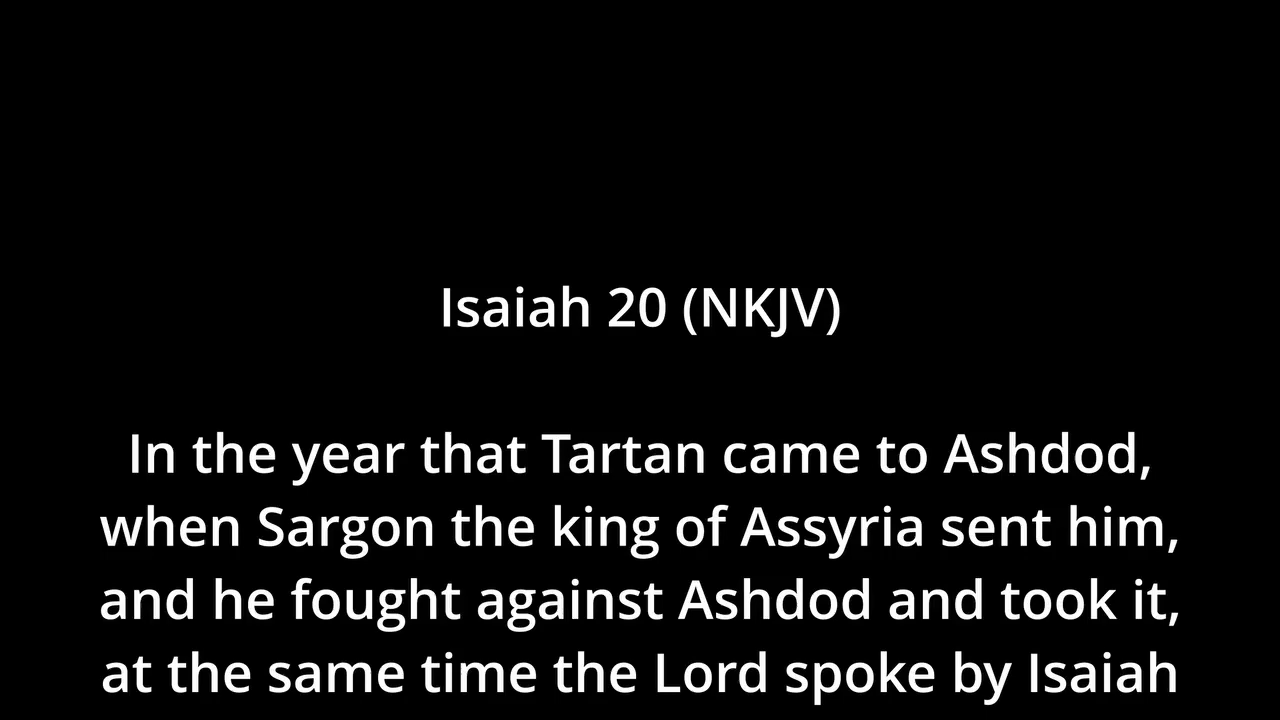 Isaiah 20 (NKJV)
In the year that Tartan came to Ashdod,
when Sargon the king of Assyria sent him,
and he fought against Ashdod and took it,
at the same time the Lord spoke by Isaiah